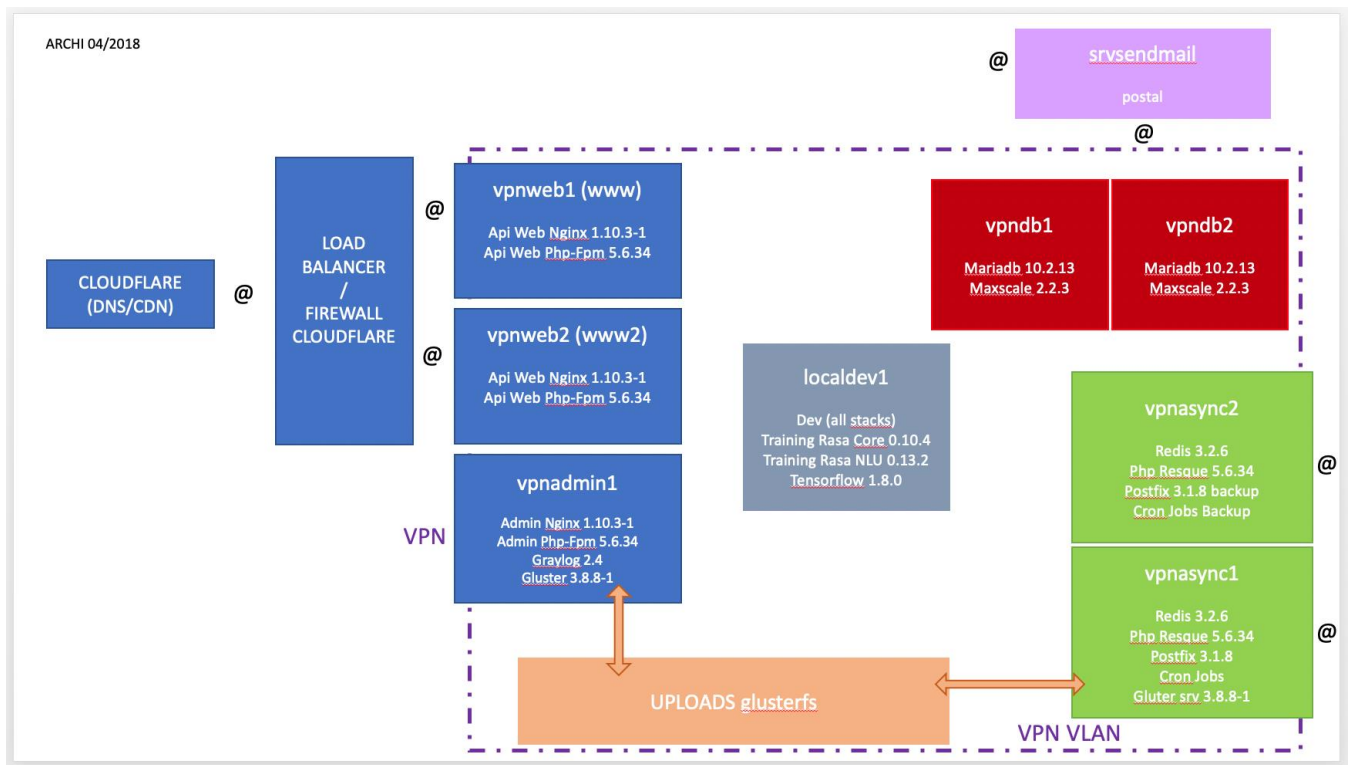 ARCHI 04/2018
@
srvsendmail
postal
@
CLOUDFLARE
(DNS/CDN)
@
LOAD
BALANCER
/
FIREWALL
CLOUDFLARE
@
vpnweb1 (www)
Api Web Nginx 1.10.3-1
Api Web Php-Fpm 5.6.34
@
vpnweb2 (www2)
Api Web Nginx 1.10.3-1
Api Web Php-Fpm 5.6.34
VPN
vpnadmin1
Admin Nginx 1.10.3-1
Admin Php-Fpm 5.6.34
Graylog 2.4
Gluster 3.8.8-1
localdev1
Dev (all stacks)
Training Rasa Core 0.10.4
Training Rasa NLU 0.13.2
Tensorflow 1.8.0
vpndb1
Mariadb 10.2.13
Maxscale 2.2.3
vpndb2
Mariadb 10.2.13
Maxscale 2.2.3
vpnasync2
Redis 3.2.6
Php Resque 5.6.34
Postfix 3.1.8 backup
Cron Jobs Backup
@
vpnasync1
Redis 3.2.6
Php Resque 5.6.34
Postfix 3.1.8
Cron Jobs
Gluter srv 3.8.8-1
@
UPLOADS glusterfs
VPN VLAN